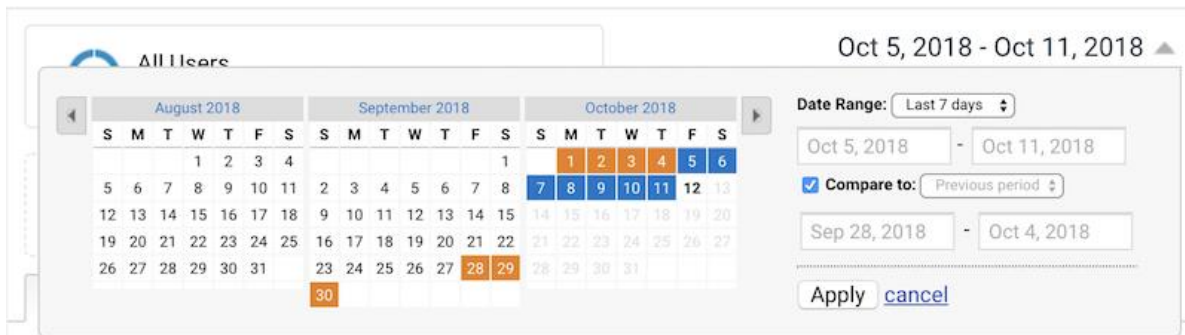 All Users
Oct 5, 2018 - Oct 11, 2018
August 2018 September 2018 October 2018
S M T W T F S S M T W T F S S M T W T F S
1 2 3 4 1 1 2 3 4 5 6
5 6 7 8 9 10 11 2 3 4 5 6 7 8 7 8 9 10 11 12 13
12 13 14 15 16 17 18 9 10 11 12 13 14 15 14 15 16 17 18 19 20
19 20 21 22 23 24 25 16 17 18 19 20 21 22 21 22 23 24 25 26 27
26 27 28 29 30 31 23 24 25 26 27 28 29 28 29 30 31
30
Date Range: Last 7 days
Oct 5, 2018 - Oct 11, 2018
Compare to: Previous period
Sep 28, 2018 - Oct 4, 2018
Apply cancel